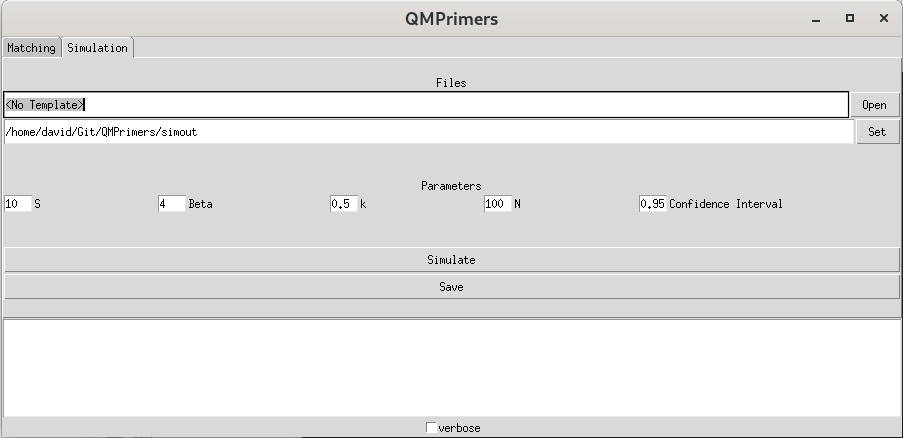 QMPrimers
Matching Simulation
Files
<No Template> Open
/home/david/Git/QMPrimers/simout Set
Parameters
10 S 4 Beta 0.5 k 100 N 0.95 Confidence Interval
Simulate
Save
verbose